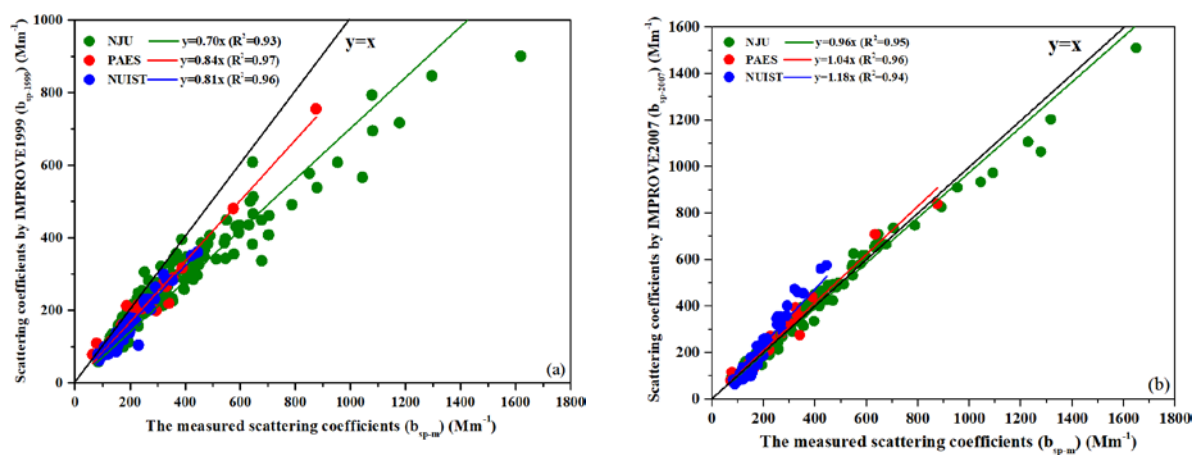 1000
800
600
400
200
0
Scattering coefficients by IMPROVE1999 (b_sp-1999) (Mm⁻¹)
NJU y=0.70x (R²=0.93)
PAES y=0.84x (R²=0.97)
NUIST y=0.81x (R²=0.96)
y=x
(a)
200 400 600 800 1000 1200 1400 1600 1800
The measured scattering coefficients (b_sp-m) (Mm⁻¹)
1600
1400
1200
1000
800
600
400
200
0
Scattering coefficients by IMPROVE2007 (b_sp-2007) (Mm⁻¹)
NJU y=0.96x (R²=0.95)
PAES y=1.04x (R²=0.96)
NUIST y=1.18x (R²=0.94)
y=x
(b)
0 200 400 600 800 1000 1200 1400 1600 1800
The measured scattering coefficients (b_sp-m) (Mm⁻¹)